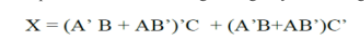 X = (A’ B + AB’)’C + (A’B+AB’)C’